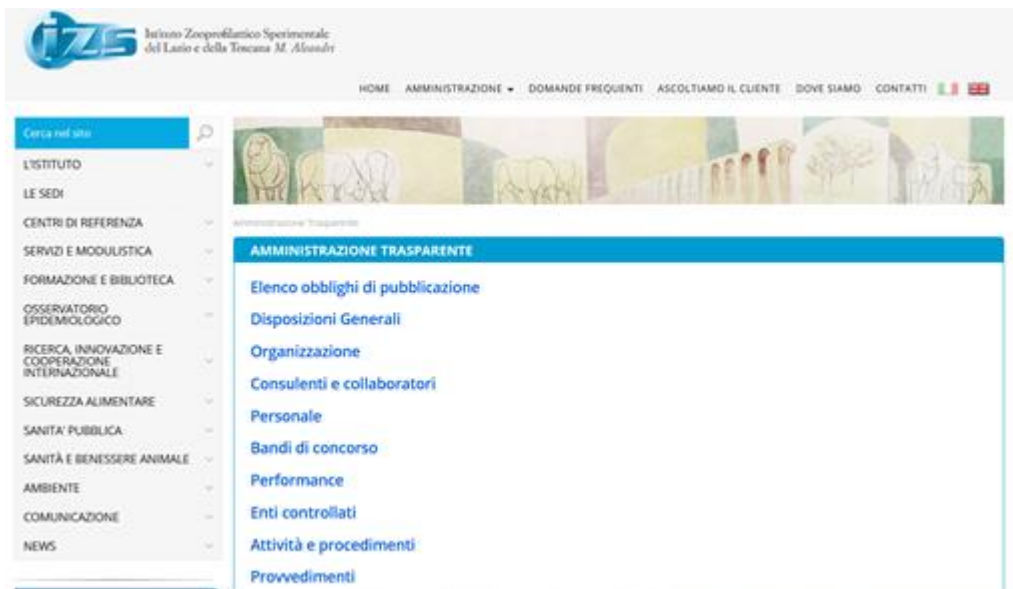 izs
Istituto Zooprofilattico Sperimentale
del Lazio e della Toscana M. Aleandri
HOME AMMINISTRAZIONE DOMANDE FREQUENTI ASCOLTIAMO IL CLIENTE DOVE SIAMO CONTATTI
Cerca nel sito
L'ISTITUTO
LE SEDI
CENTRI DI REFERENZA
SERVIZI E MODULISTICA
FORMAZIONE E BIBLIOTECA
OSSERVATORIO
EPIDEMIOLOGICO
RICERCA, INNOVAZIONE E
COOPERAZIONE
INTERNAZIONALE
SICUREZZA ALIMENTARE
SANITA' PUBBLICA
SANITÀ E BENESSERE ANIMALE
AMBIENTE
COMUNICAZIONE
NEWS
Amministrazione Trasparente
AMMINISTRAZIONE TRASPARENTE
Elenco obblighi di pubblicazione
Disposizioni Generali
Organizzazione
Consulenti e collaboratori
Personale
Bandi di concorso
Performance
Enti controllati
Attività e procedimenti
Provvedimenti